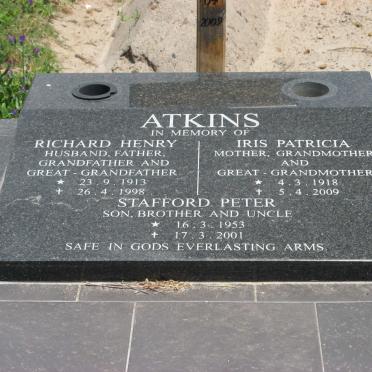 2009
ATKINS
IN MEMORY OF
RICHARD HENRY
HUSBAND, FATHER,
GRANDFATHER AND
GREAT - GRANDFATHER
★ 23.9.1913
✝ 26.4.1998
IRIS PATRICIA
MOTHER, GRANDMOTHER
AND
GREAT - GRANDMOTHER
★ 4.3.1918
✝ 5.4.2009
STAFFORD PETER
SON, BROTHER AND UNCLE
★ 16.3.1953
✝ 17.3.2001
SAFE IN GODS EVERLASTING ARMS.